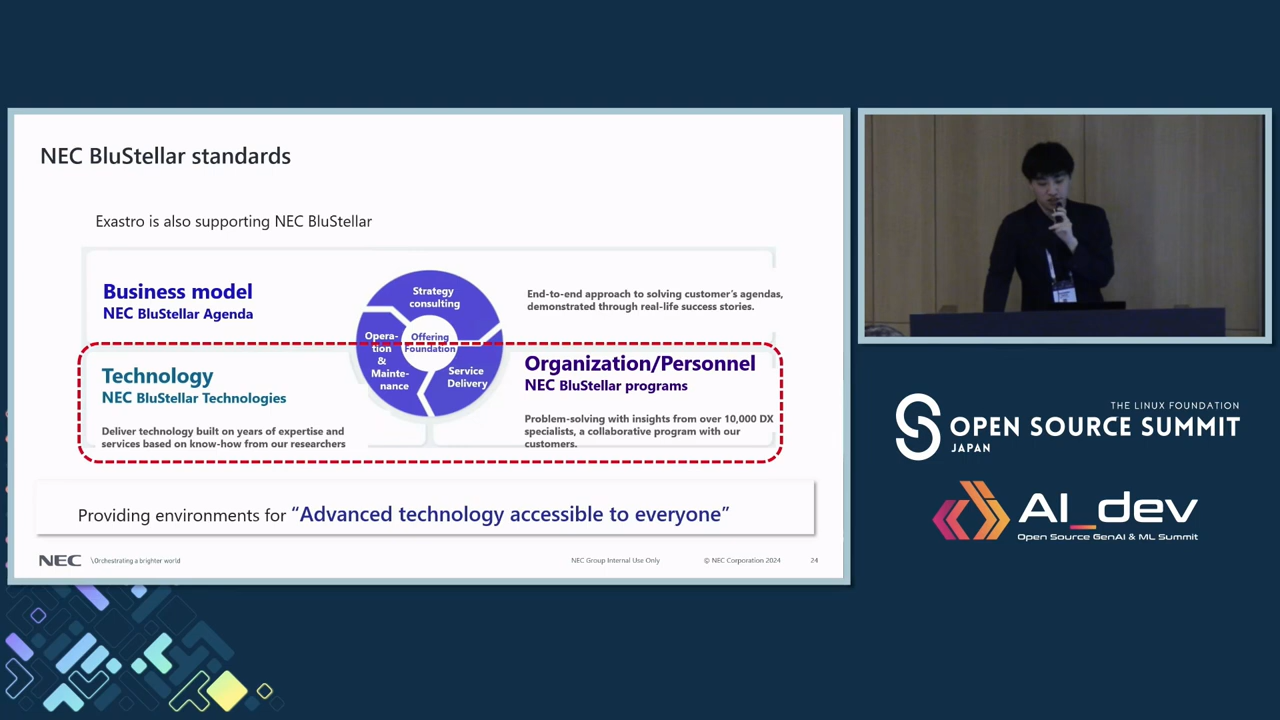 NEC BluStellar standards
Exastro is also supporting NEC BluStellar
Business model
NEC BluStellar Agenda
Strategy
consulting
End-to-end approach to solving customer's agendas,
demonstrated through real-life success stories.
Opera-
tion
&
Mainte-
nance
Offering
Foundation
Service
Delivery
Technology
NEC BluStellar Technologies
Deliver technology built on years of expertise and
services based on know-how from our researchers
Organization/Personnel
NEC BluStellar programs
Problem-solving with insights from over 10,000 DX
specialists, a collaborative program with our
customers.
Providing environments for “Advanced technology accessible to everyone”
NEC \Orchestrating a brighter world
NEC Group Internal Use Only
© NEC Corporation 2024
24
THE LINUX FOUNDATION
OPEN SOURCE SUMMIT
JAPAN
AI_dev
Open Source GenAI & ML Summit